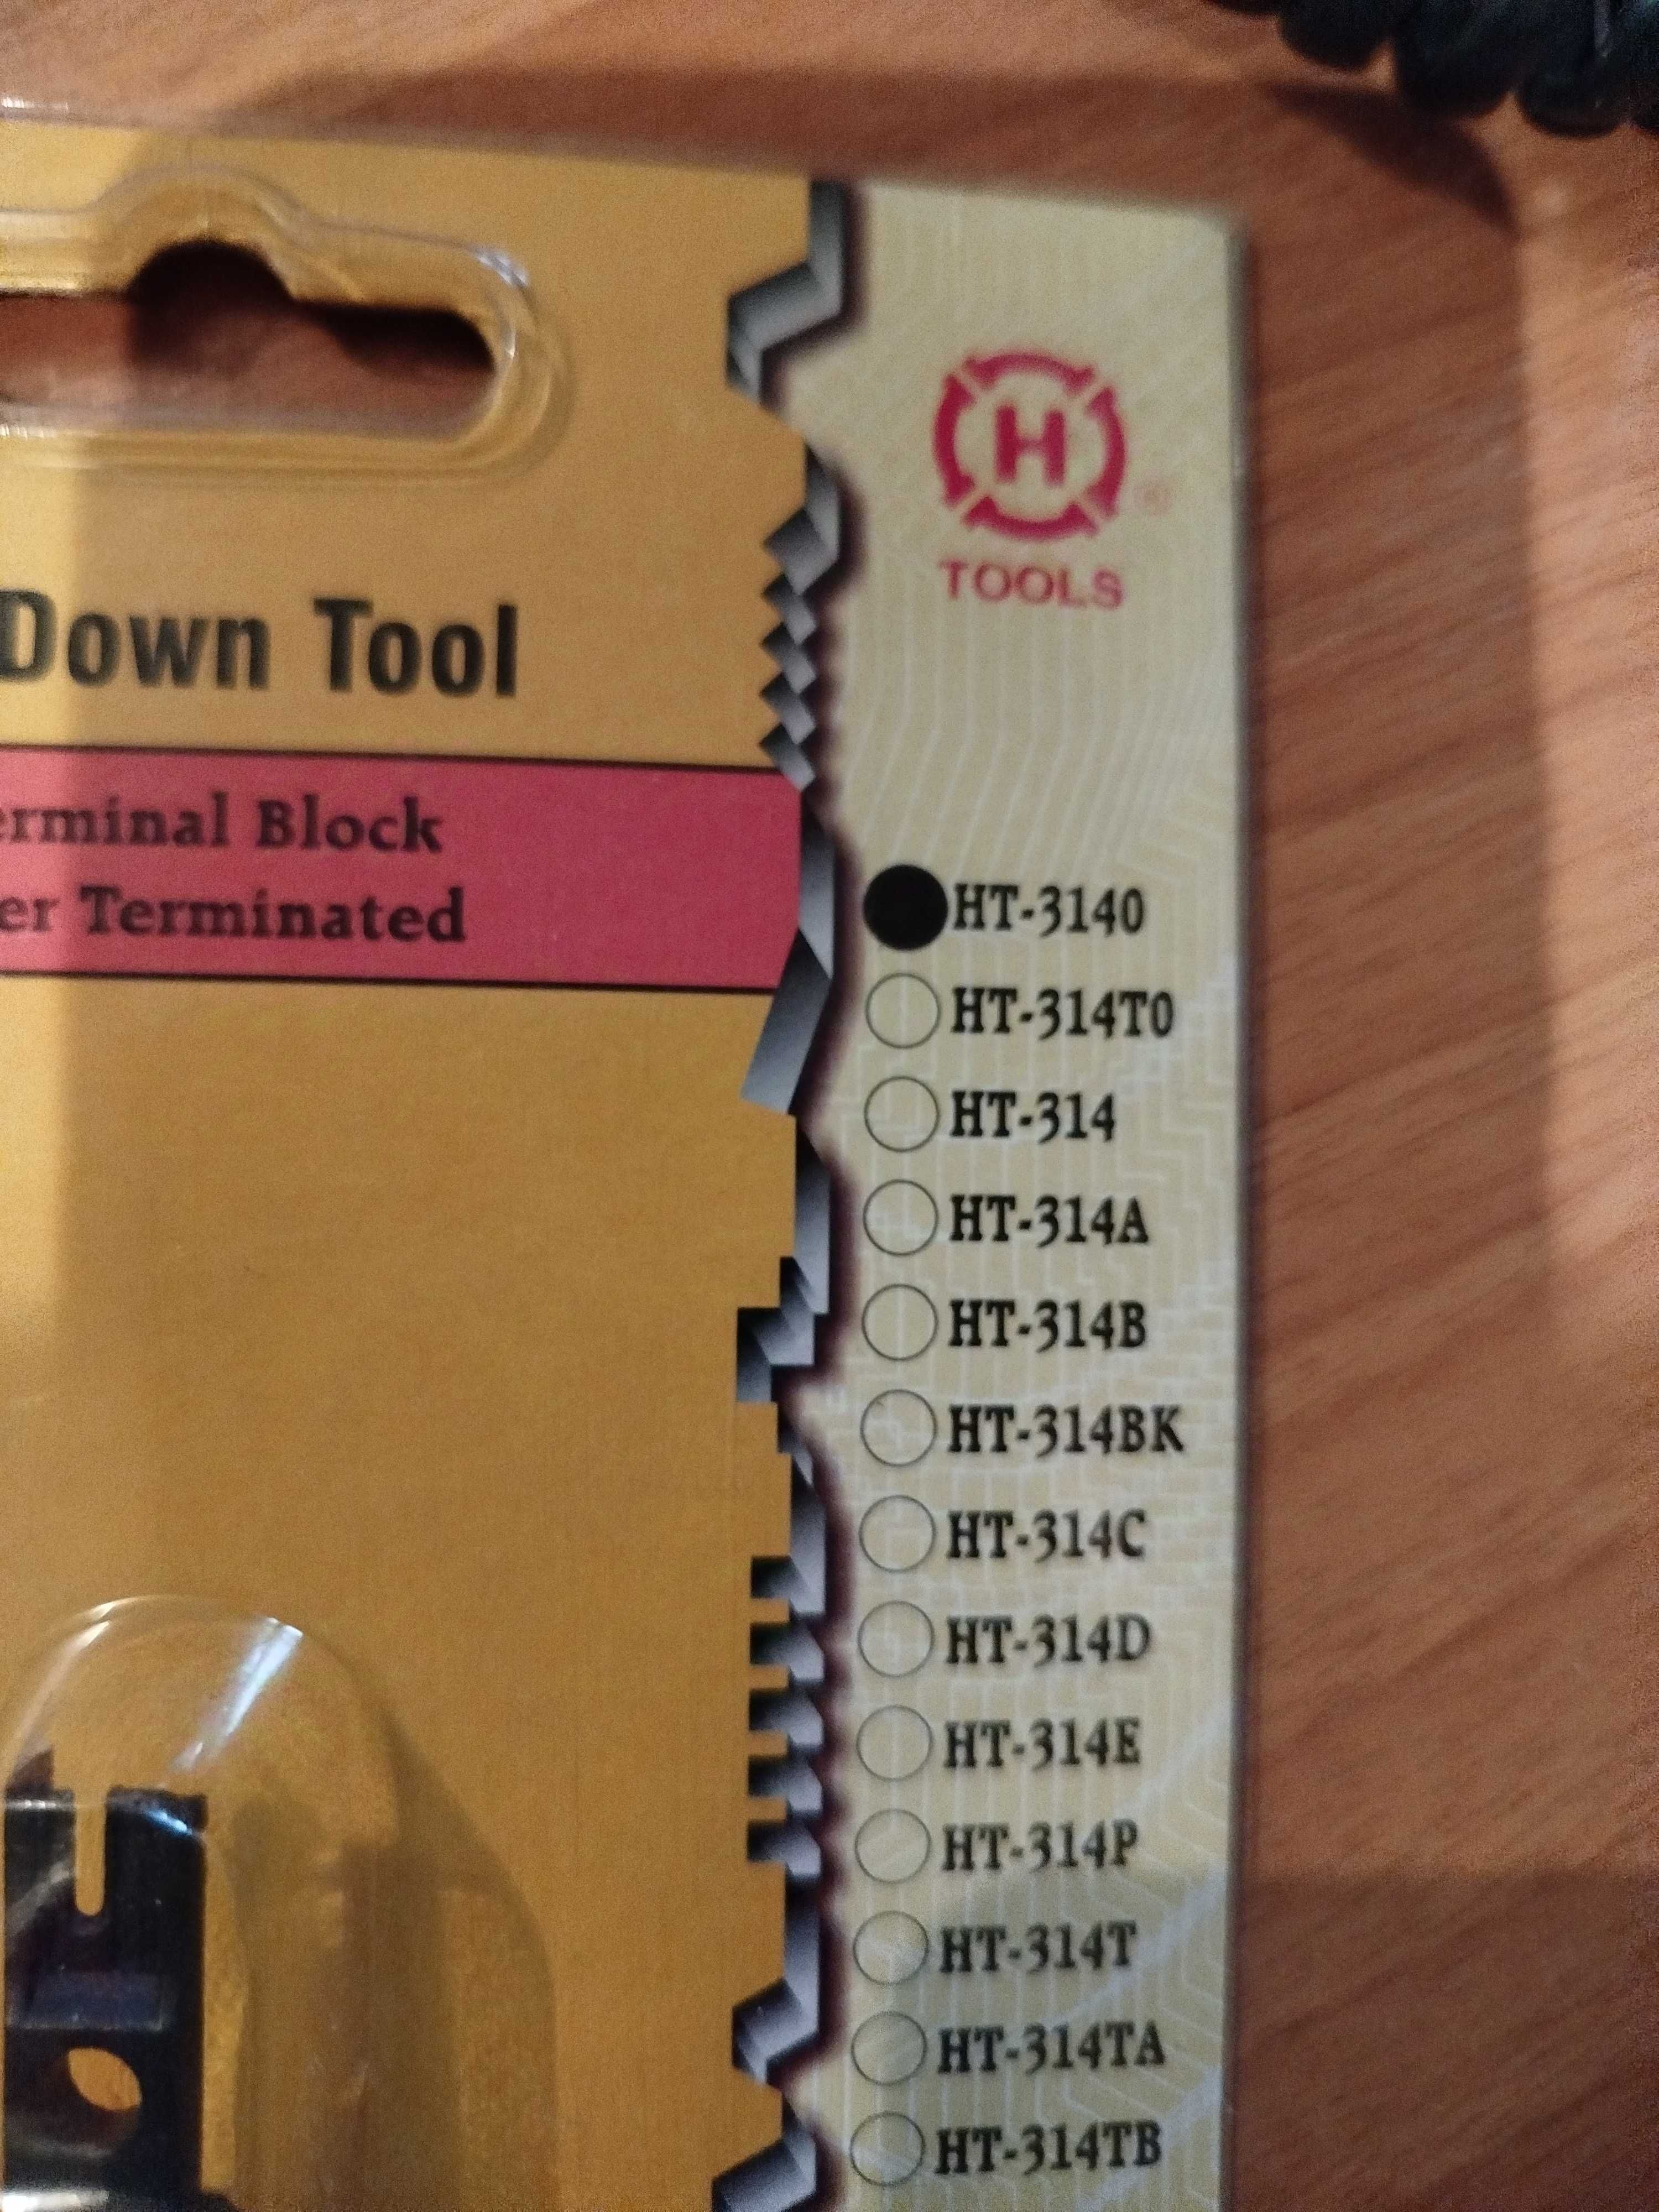 H
®
TOOLS
Down Tool
erminal Block
er Terminated
HT-3140
HT-314T0
HT-314
HT-314A
HT-314B
HT-314BK
HT-314C
HT-314D
HT-314E
HT-314P
HT-314T
HT-314TA
HT-314TB